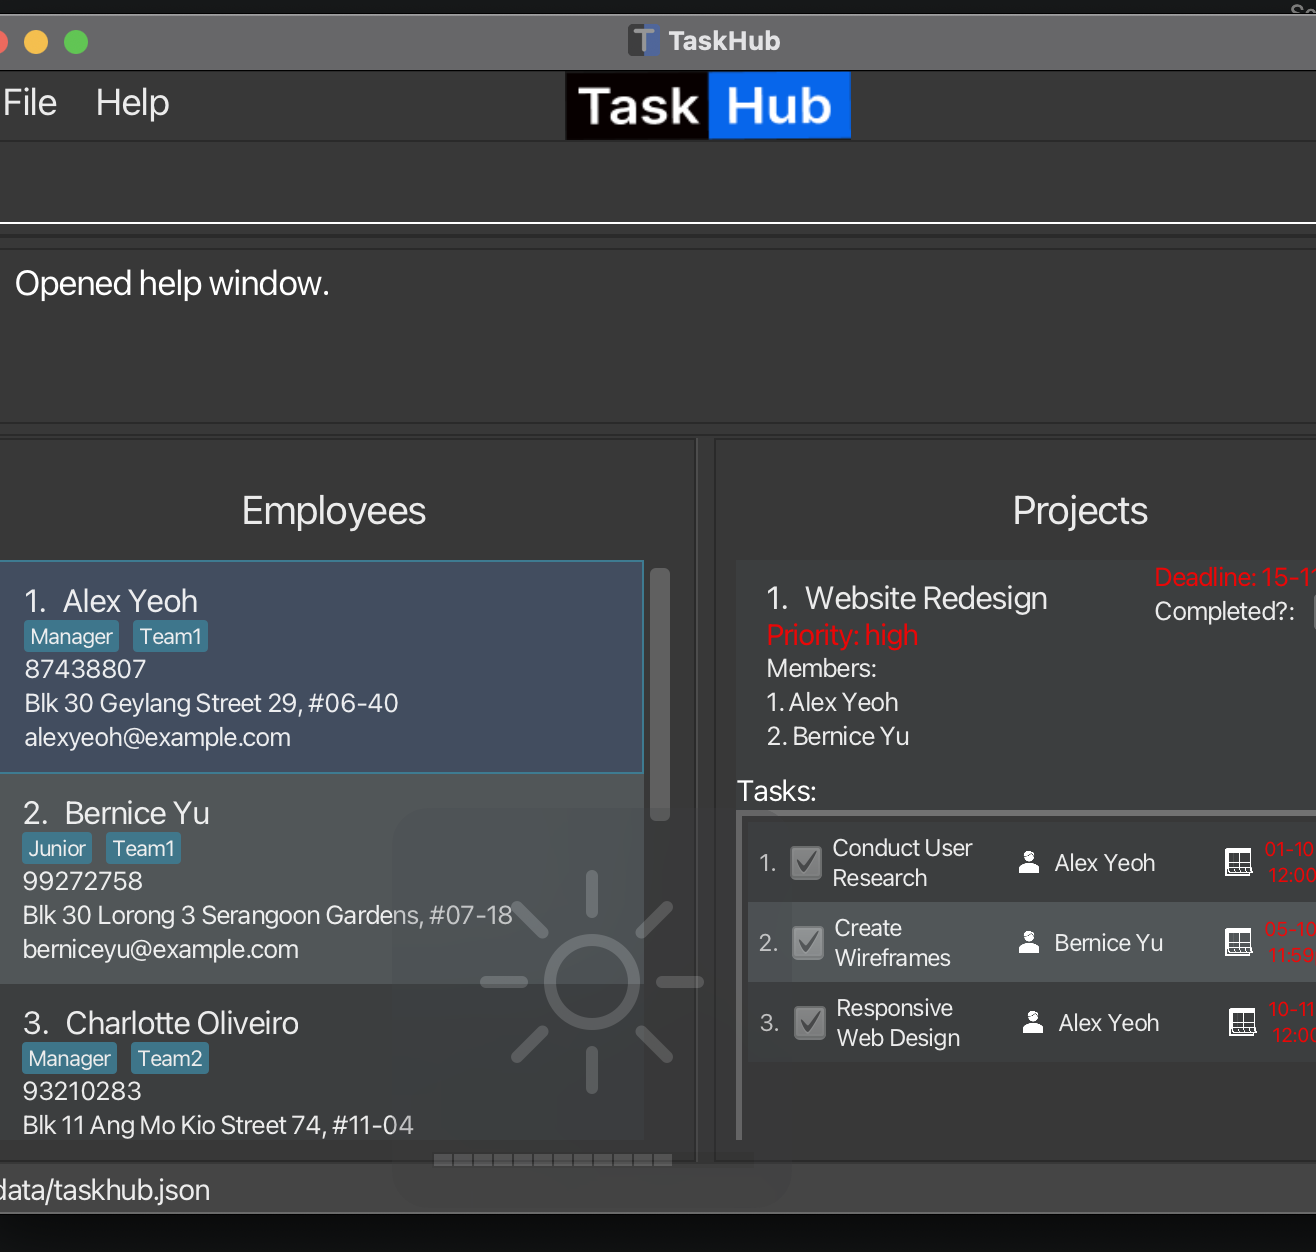 TaskHub
File Help
Task Hub
Opened help window.
Employees
1. Alex Yeoh
Manager Team1
87438807
Blk 30 Geylang Street 29, #06-40
alexyeoh@example.com
2. Bernice Yu
Junior Team1
99272758
Blk 30 Lorong 3 Serangoon Gardens, #07-18
berniceyu@example.com
3. Charlotte Oliveiro
Manager Team2
93210283
Blk 11 Ang Mo Kio Street 74, #11-04
Projects
1. Website Redesign
Deadline: 15-11
Priority: high
Completed?:
Members:
1. Alex Yeoh
2. Bernice Yu
Tasks:
1. Conduct User Research Alex Yeoh 01-10 12:00
2. Create Wireframes Bernice Yu 05-10 11:59
3. Responsive Web Design Alex Yeoh 10-11 12:00
data/taskhub.json